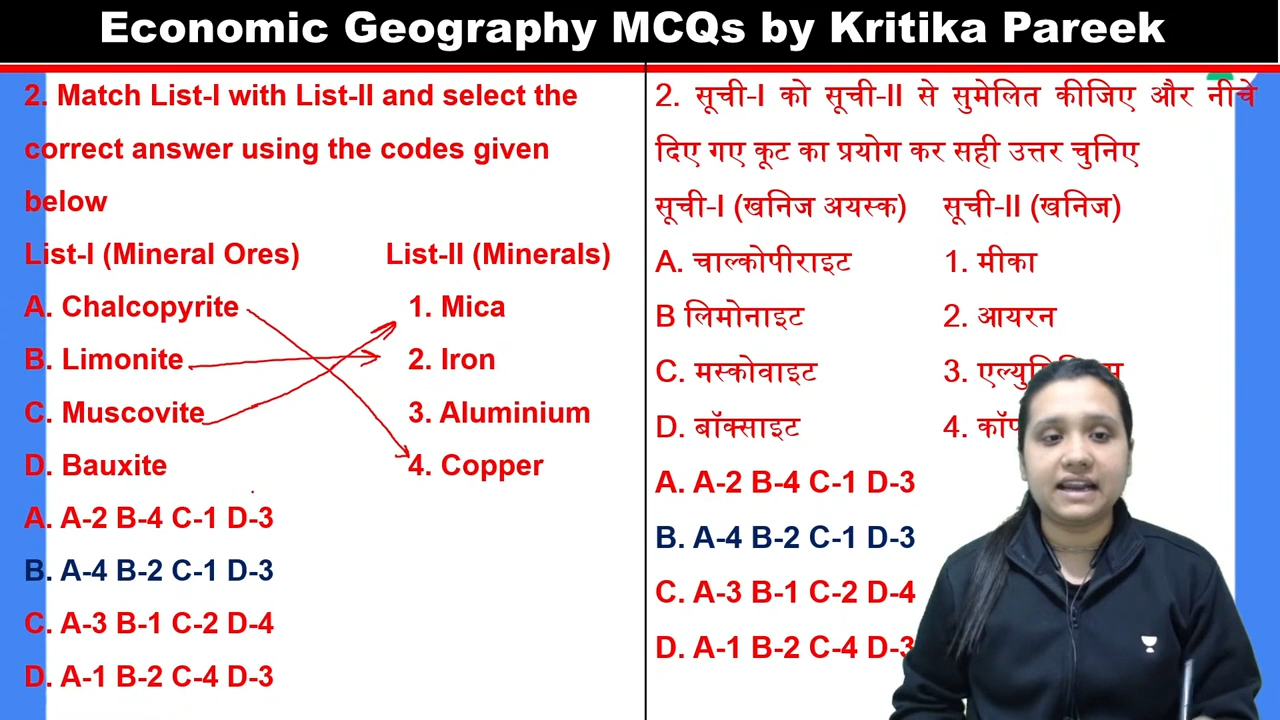 Economic Geography MCQs by Kritika Pareek
2. Match List-I with List-II and select the
correct answer using the codes given
below
List-I (Mineral Ores) List-II (Minerals)
A. Chalcopyrite 1. Mica
B. Limonite 2. Iron
C. Muscovite 3. Aluminium
D. Bauxite 4. Copper
A. A-2 B-4 C-1 D-3
B. A-4 B-2 C-1 D-3
C. A-3 B-1 C-2 D-4
D. A-1 B-2 C-4 D-3
2. सूची-I को सूची-II से सुमेलित कीजिए और नीचे
दिए गए कूट का प्रयोग कर सही उत्तर चुनिए
सूची-I (खनिज अयस्क) सूची-II (खनिज)
A. चाल्कोपीराइट 1. मीका
B लिमोनाइट 2. आयरन
C. मस्कोवाइट 3.
D. बॉक्साइट 4.
A. A-2 B-4 C-1 D-3
B. A-4 B-2 C-1 D-3
C. A-3 B-1 C-2 D-4
D. A-1 B-2 C-4 D-3